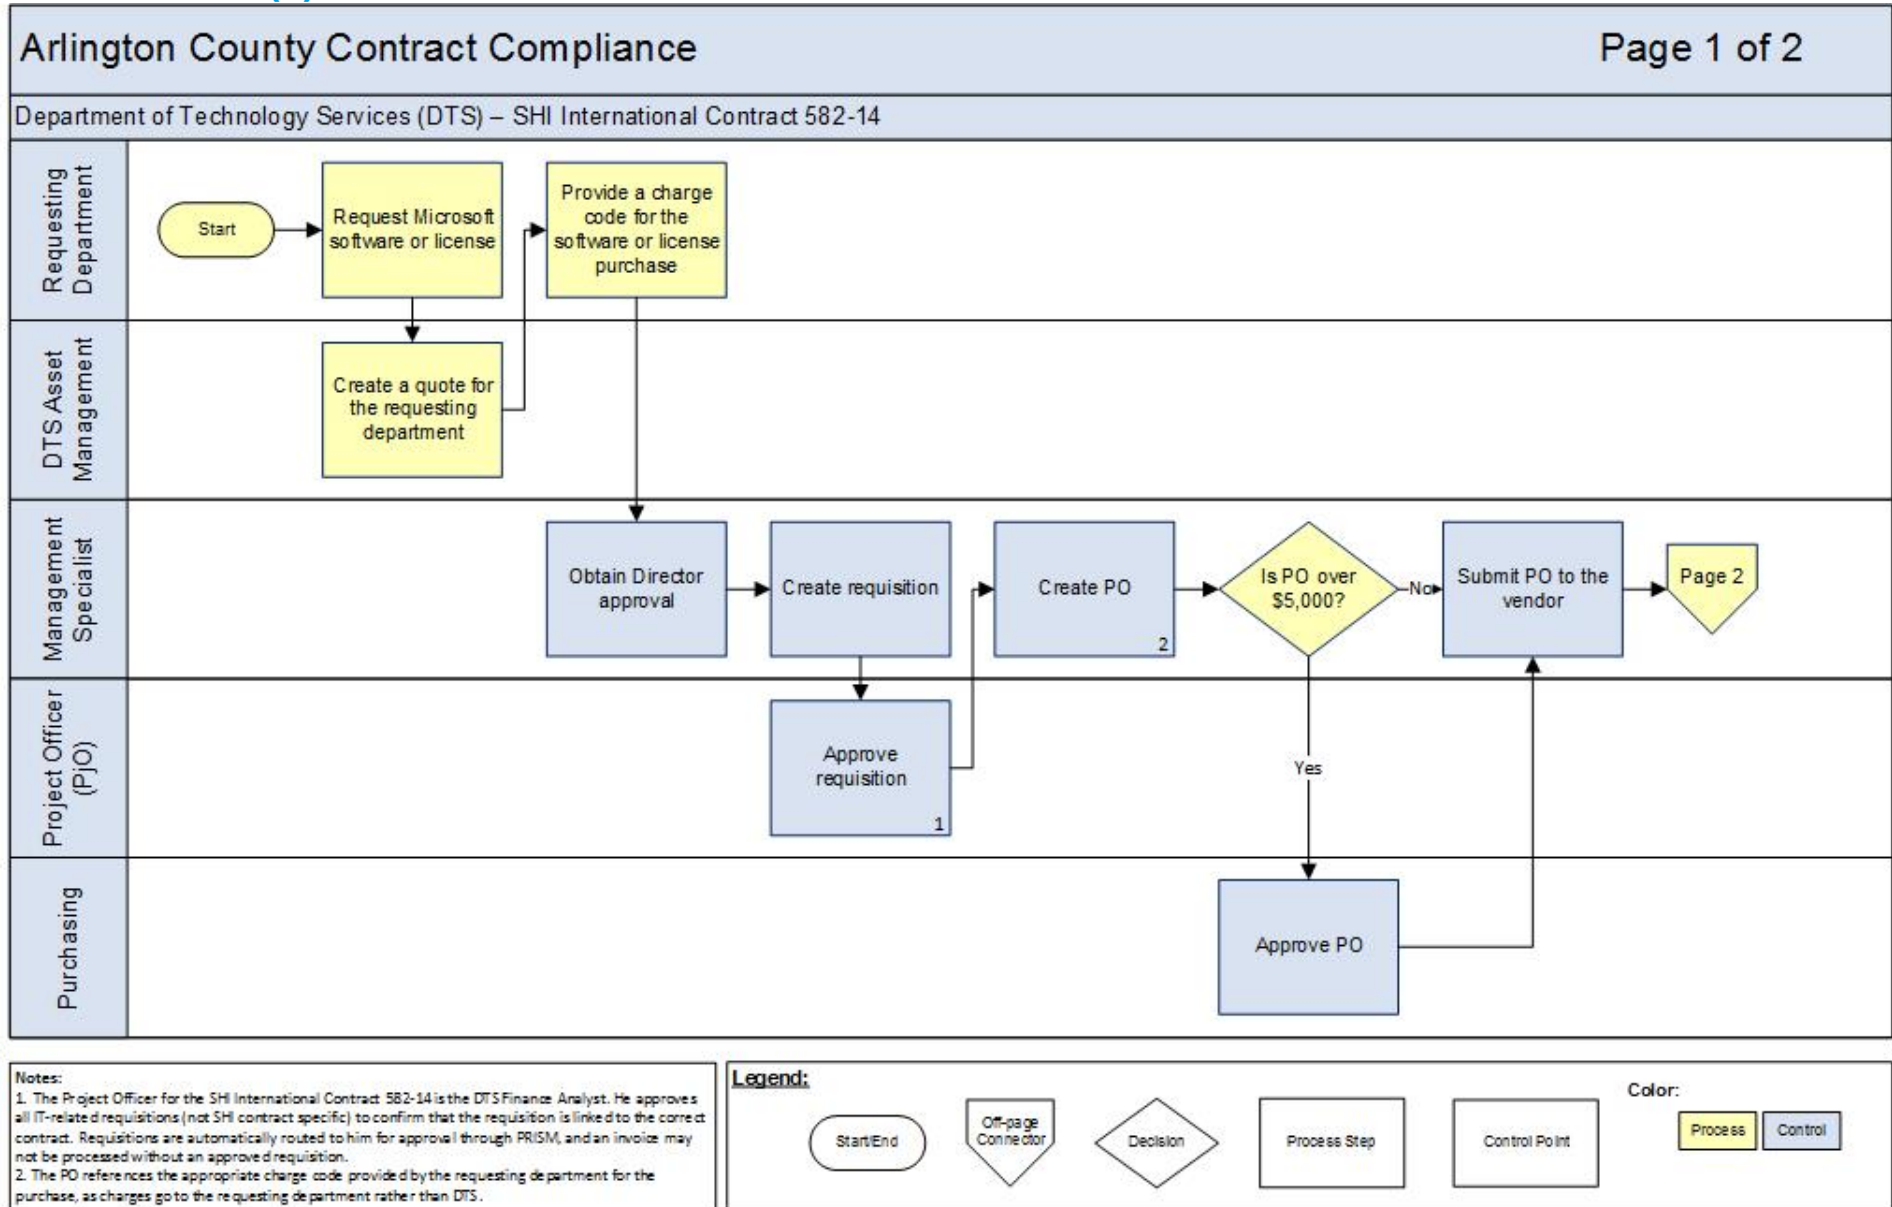 Arlington County Contract Compliance
Page 1 of 2
Department of Technology Services (DTS) – SHI International Contract 582-14
Requesting
Department
Start
Request Microsoft
software or license
Provide a charge
code for the
software or license
purchase
DTS Asset
Management
Create a quote for
the requesting
department
Management
Specialist
Obtain Director
approval
Create requisition
Create PO
2
Is PO over
$5,000?
No
Submit PO to the
vendor
Page 2
Project Officer
(PjO)
Approve
requisition
1
Yes
Purchasing
Approve PO
Notes:
1. The Project Officer for the SHI International Contract 582-14 is the DTS Finance Analyst. He approves
all IT-related requisitions (not SHI contract specific) to confirm that the requisition is linked to the correct
contract. Requisitions are automatically routed to him for approval through PRISM, and an invoice may
not be processed without an approved requisition.
2. The PO references the appropriate charge code provided by the requesting department for the
purchase, as charges go to the requesting department rather than DTS.
Legend:
Start/End
Off-page
Connector
Decision
Process Step
Control Point
Color:
Process
Control